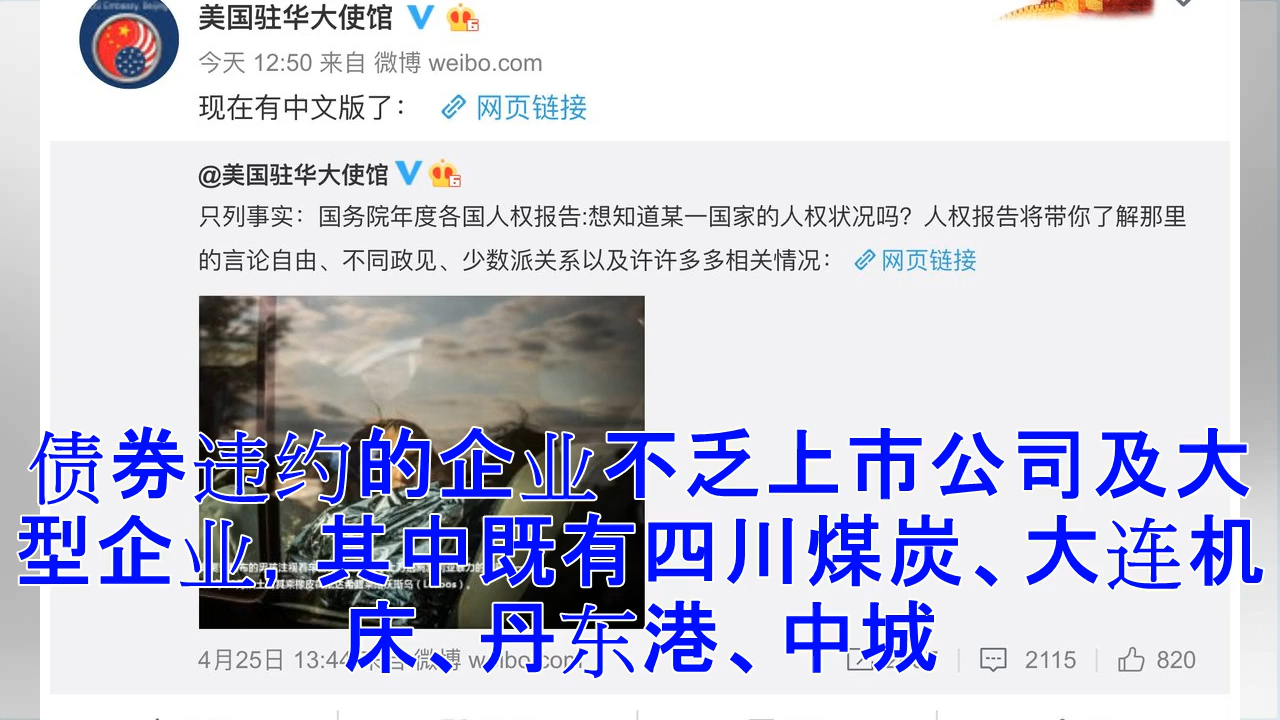 美国驻华大使馆
今天 12:50 来自 微博 weibo.com
现在有中文版了： 网页链接
@美国驻华大使馆
只列事实：国务院年度各国人权报告:想知道某一国家的人权状况吗？人权报告将带你了解那里
的言论自由、不同政见、少数派关系以及许许多多相关情况： 网页链接
债券违约的企业不乏上市公司及大
型企业，其中既有四川煤炭、大连机
床、丹东港、中城
4月25日 13:44 来自 微博 weibo.com
2115
820